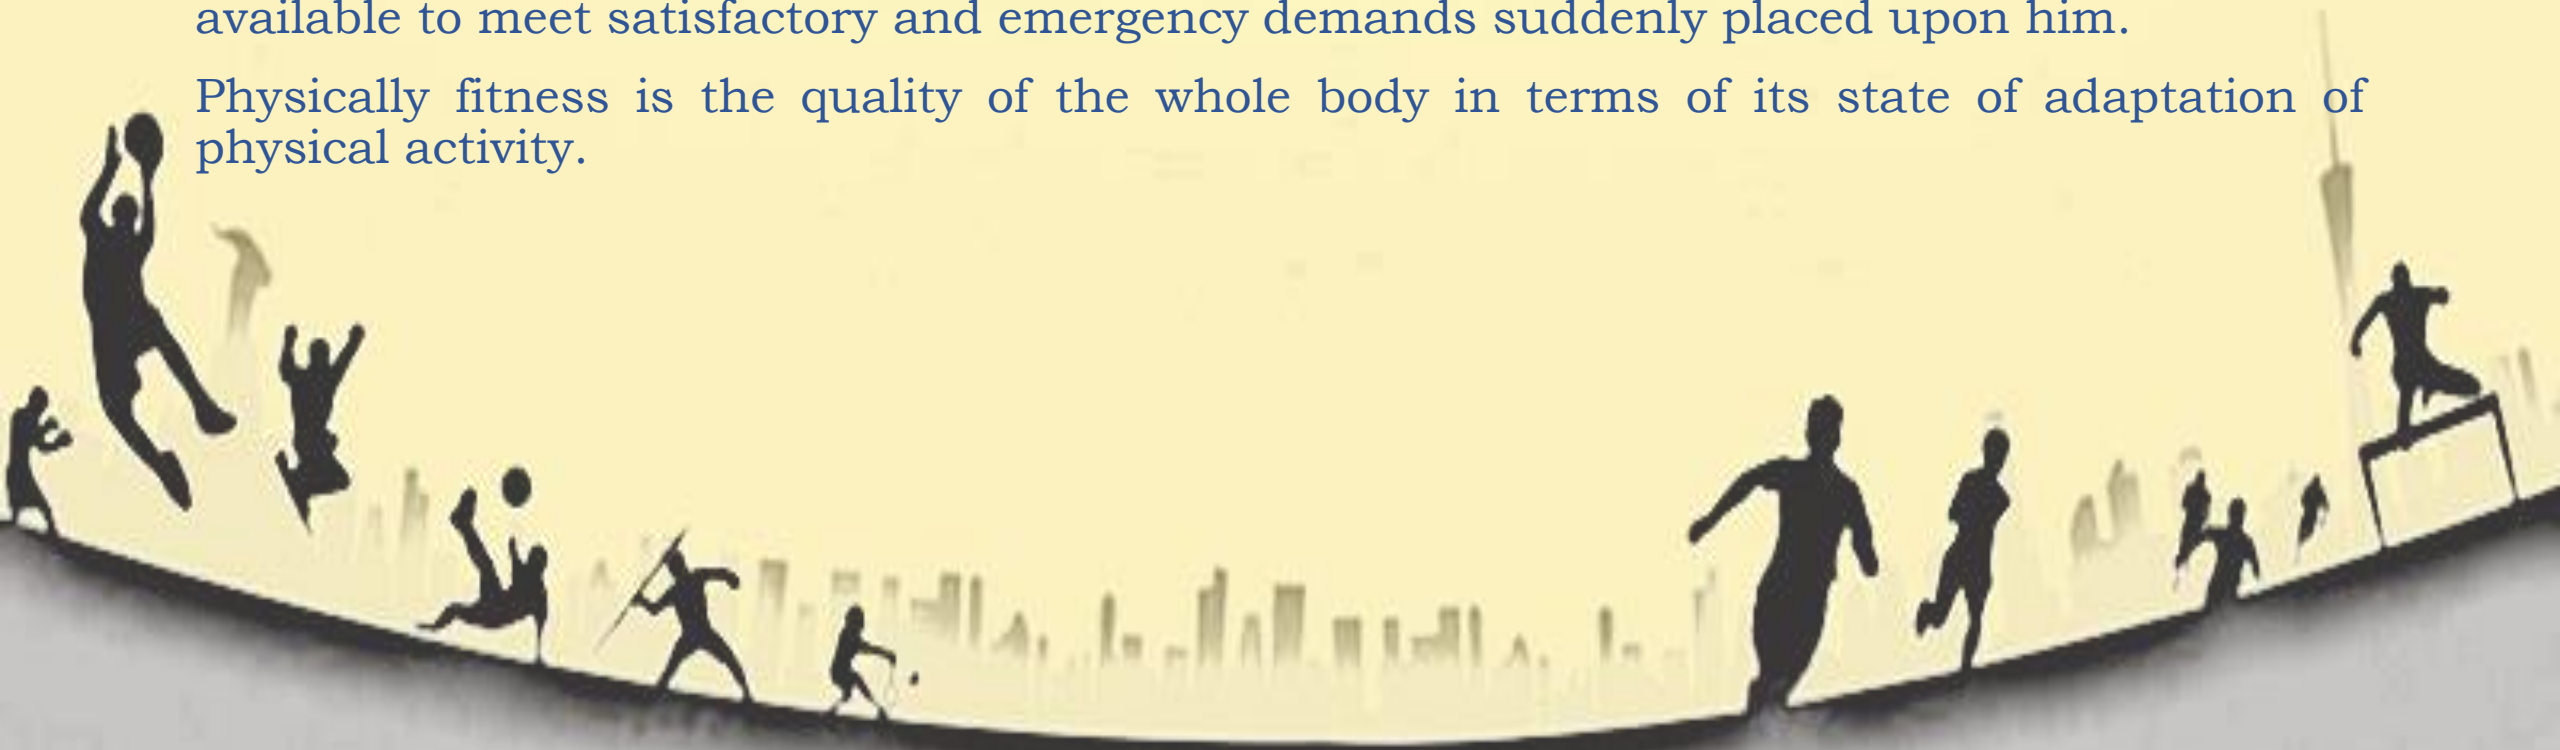 available to meet satisfactory and emergency demands suddenly placed upon him.
Physically fitness is the quality of the whole body in terms of its state of adaptation of
physical activity.